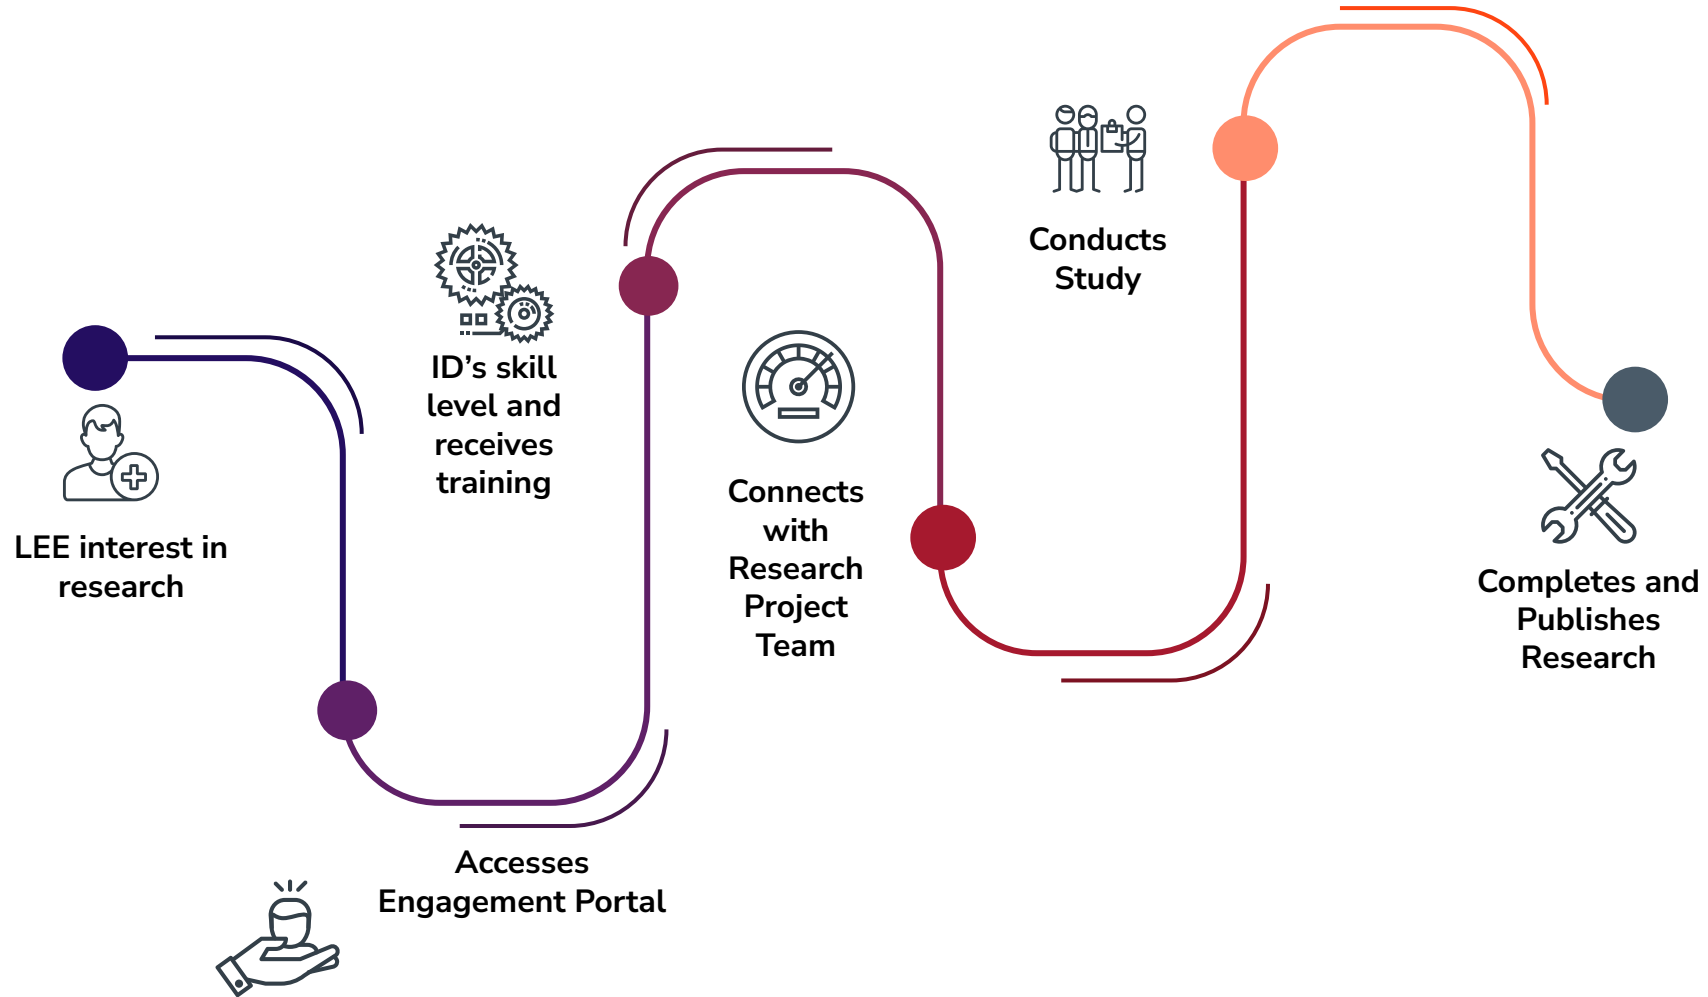 LEE interest in
research
Accesses
Engagement Portal
ID’s skill
level and
receives
training
Connects
with
Research
Project
Team
Conducts
Study
Completes and
Publishes
Research